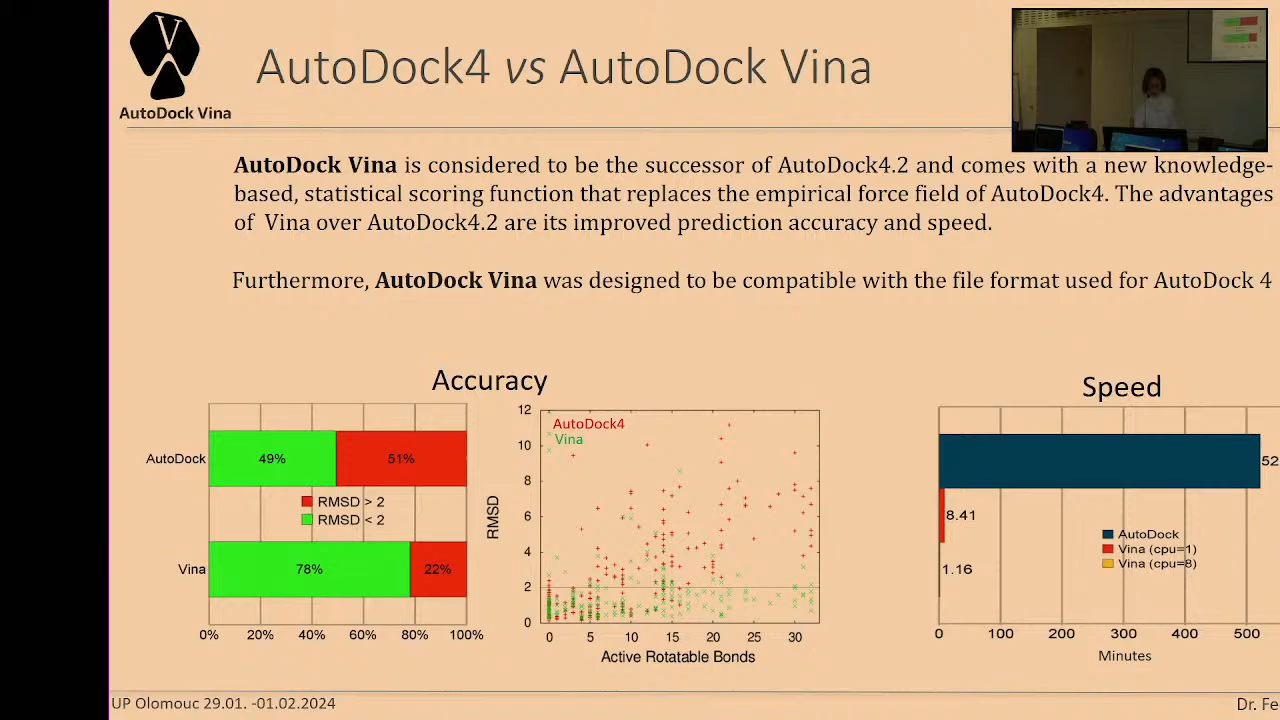 V
AutoDock Vina
AutoDock4 vs AutoDock Vina
AutoDock Vina is considered to be the successor of AutoDock4.2 and comes with a new knowledge-
based, statistical scoring function that replaces the empirical force field of AutoDock4. The advantages
of Vina over AutoDock4.2 are its improved prediction accuracy and speed.
Furthermore, AutoDock Vina was designed to be compatible with the file format used for AutoDock 4
Accuracy
AutoDock
49%
51%
RMSD > 2
RMSD < 2
Vina
78%
22%
0% 20% 40% 60% 80% 100%
AutoDock4
Vina
RMSD
12
10
8
6
4
2
0
0 5 10 15 20 25 30
Active Rotatable Bonds
Speed
52
8.41
1.16
AutoDock
Vina (cpu=1)
Vina (cpu=8)
0 100 200 300 400 500
Minutes
UP Olomouc 29.01. -01.02.2024
Dr. Fe